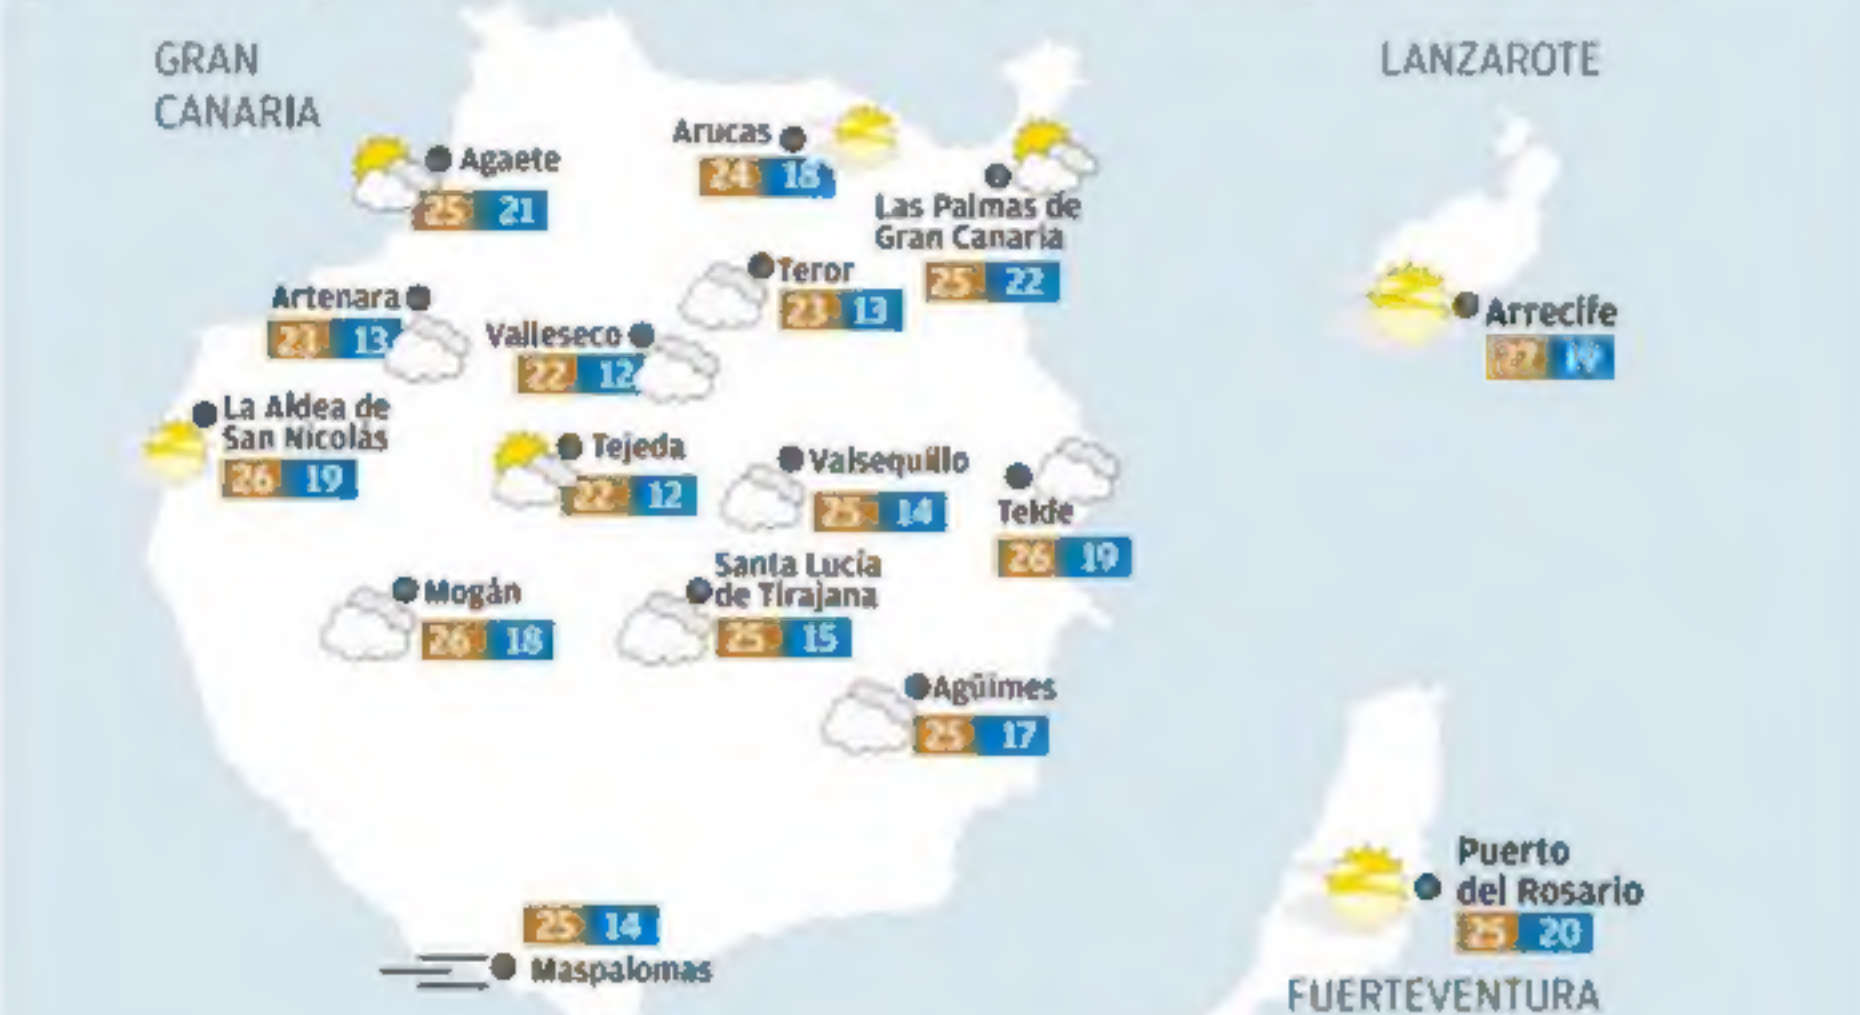 GRAN
CANARIA
LANZAROTE
Agaete
25 21
Arucas
24 18
Las Palmas de
Gran Canaria
25 22
Teror
23 13
Artenara
13
Valleseco
22 12
Arrecife
La Aldea de
San Nicolás
26 19
Tejeda
22 12
Valsequillo
25 14
Telde
26 19
Mogán
26 18
Santa Lucía
de Tirajana
25 15
Agüimes
25 17
25 14
Maspalomas
Puerto
del Rosario
25 20
FUERTEVENTURA